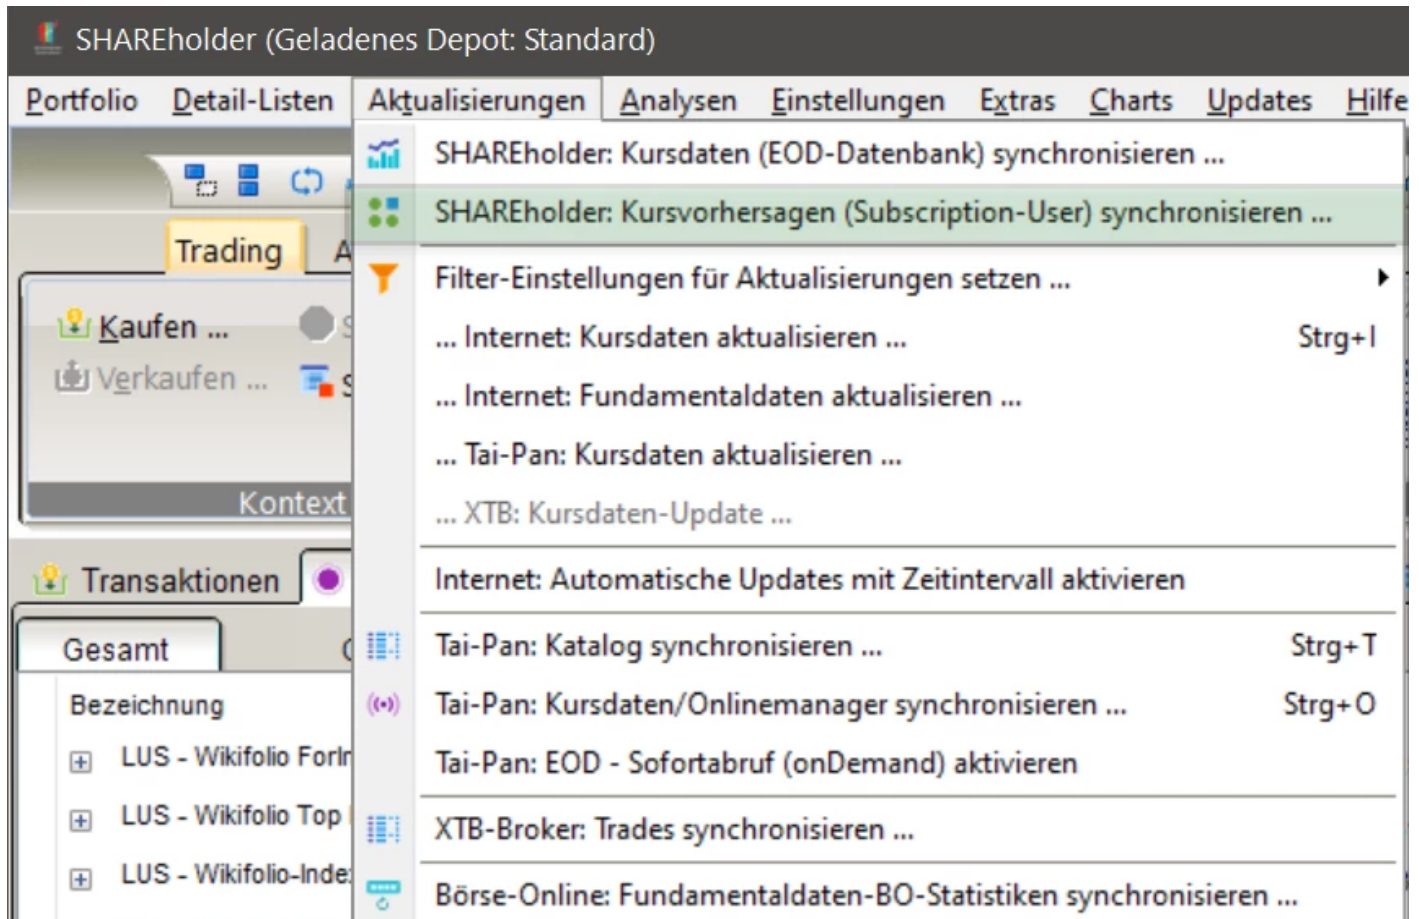 SHAREholder (Geladenes Depot: Standard)
Portfolio Detail-Listen Aktualisierungen Analysen Einstellungen Extras Charts Updates Hilfe
SHAREholder: Kursdaten (EOD-Datenbank) synchronisieren ...
SHAREholder: Kursvorhersagen (Subscription-User) synchronisieren ...
Trading A
Filter-Einstellungen für Aktualisierungen setzen ...
Kaufen ...
... Internet: Kursdaten aktualisieren ... Strg+I
Verkaufen ... S
... Internet: Fundamentaldaten aktualisieren ...
... Tai-Pan: Kursdaten aktualisieren ...
Kontext
... XTB: Kursdaten-Update ...
Transaktionen
Internet: Automatische Updates mit Zeitintervall aktivieren
Gesamt
Tai-Pan: Katalog synchronisieren ... Strg+T
Bezeichnung
Tai-Pan: Kursdaten/Onlinemanager synchronisieren ... Strg+O
LUS - Wikifolio
Tai-Pan: EOD - Sofortabruf (onDemand) aktivieren
LUS - Wikifolio Top
XTB-Broker: Trades synchronisieren ...
LUS - Wikifolio-Inde
Börse-Online: Fundamentaldaten-BO-Statistiken synchronisieren ...